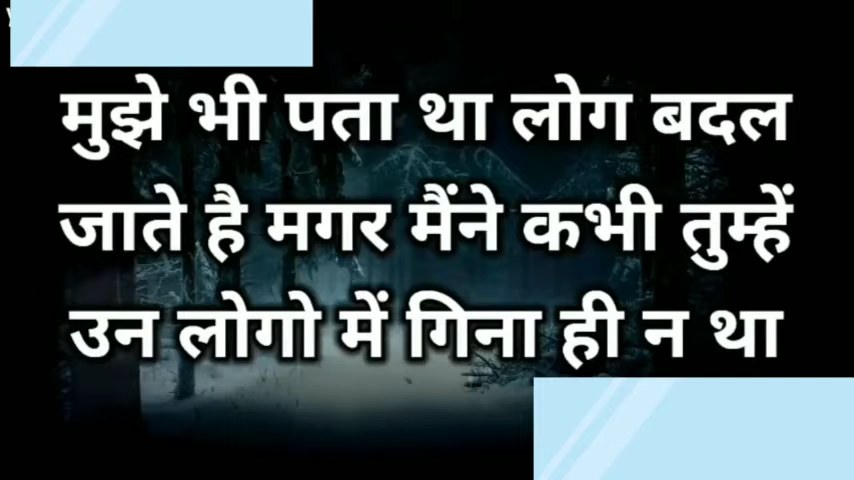 मुझे भी पता था लोग बदल
जाते है मगर मैंने कभी तुम्हें
उन लोगो में गिना ही न था